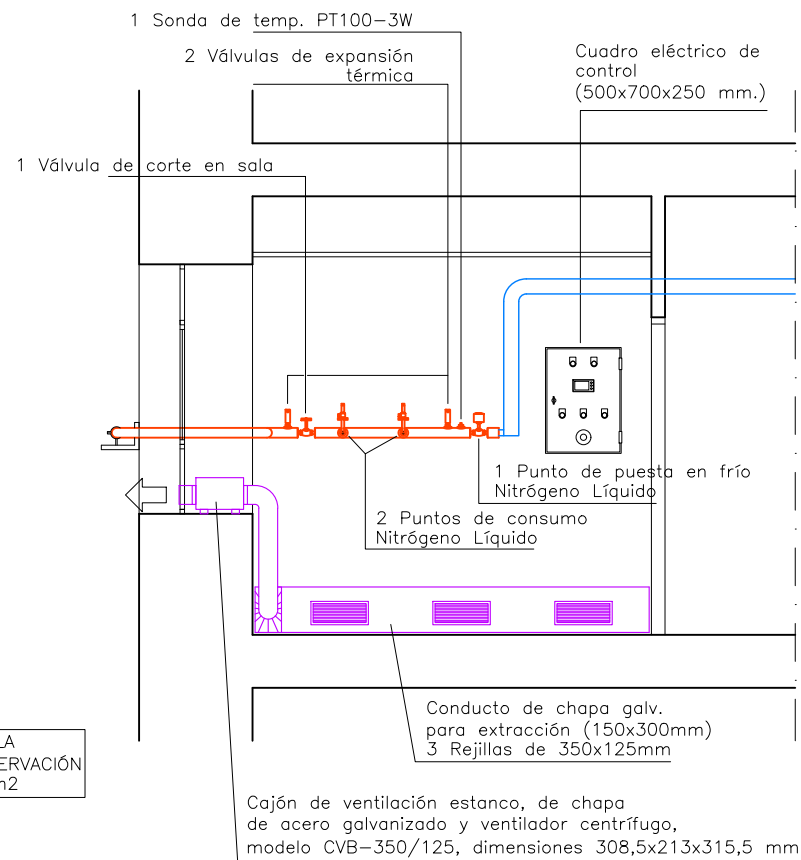 1 Sonda de temp. PT100-3W
2 Válvulas de expansión
térmica
Cuadro eléctrico de
control
(500x700x250 mm.)
1 Válvula de corte en sala
1 Punto de puesta en frío
Nitrógeno Líquido
2 Puntos de consumo
Nitrógeno Líquido
Conducto de chapa galv.
para extracción (150x300mm)
3 Rejillas de 350x125mm
LA
ERVACIÓN
m2
Cajón de ventilación estanco, de chapa
de acero galvanizado y ventilador centrífugo,
modelo CVB-350/125, dimensiones 308,5x213x315,5 mm